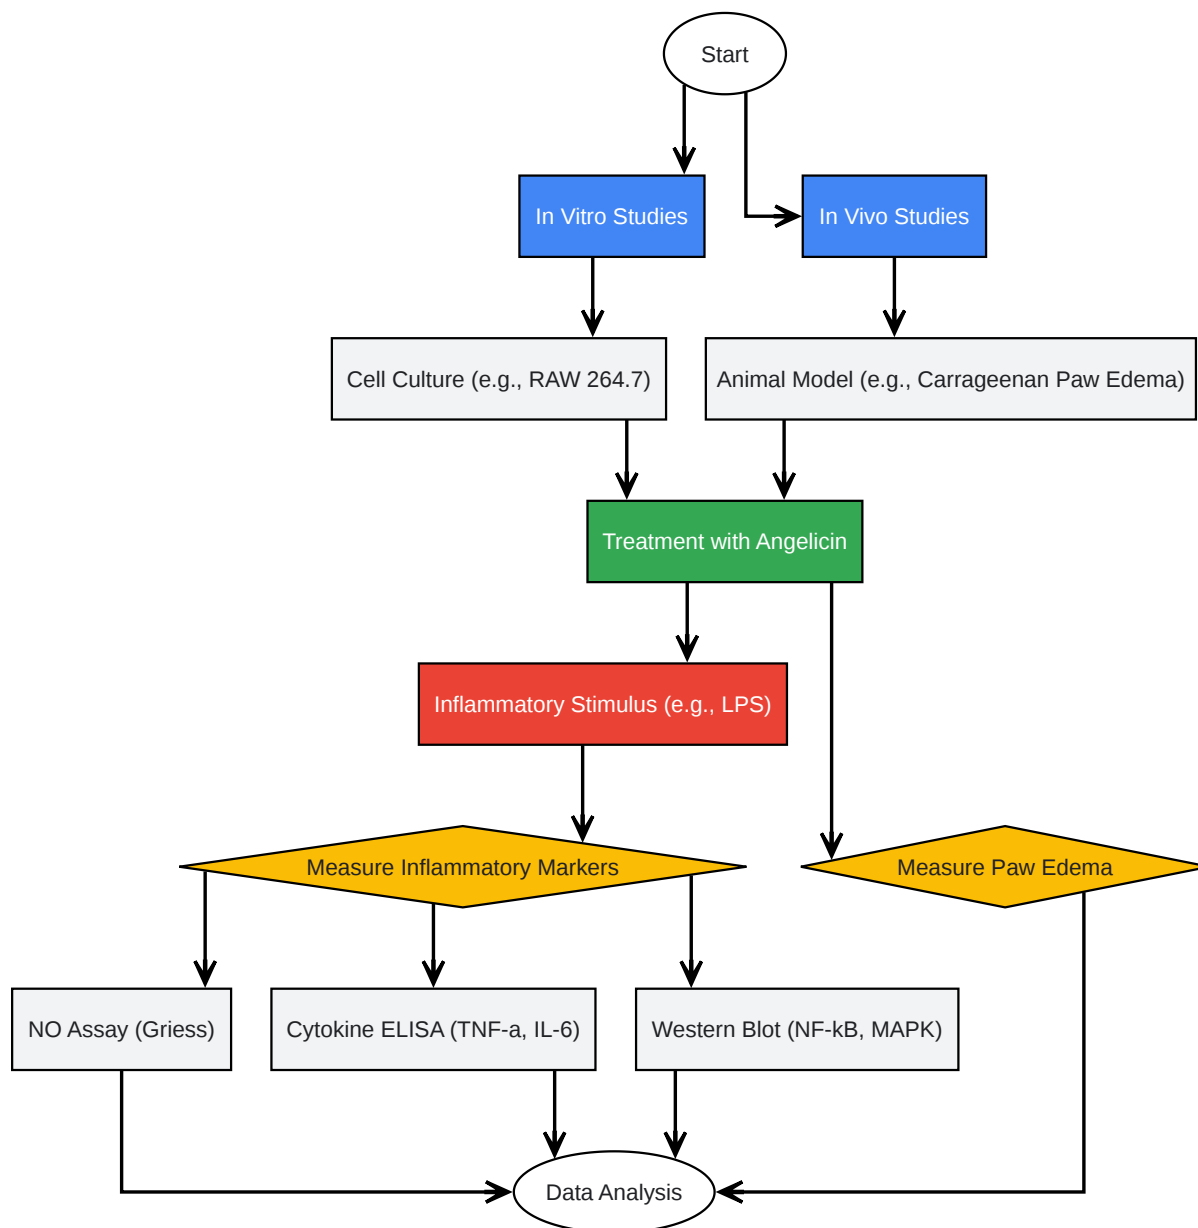 Start
In Vitro Studies
In Vivo Studies
Cell Culture (e.g., RAW 264.7)
Animal Model (e.g., Carrageenan Paw Edema)
Treatment with Angelicin
Inflammatory Stimulus (e.g., LPS)
Measure Inflammatory Markers
Measure Paw Edema
NO Assay (Griess)
Cytokine ELISA (TNF-a, IL-6)
Western Blot (NF-kB, MAPK)
Data Analysis